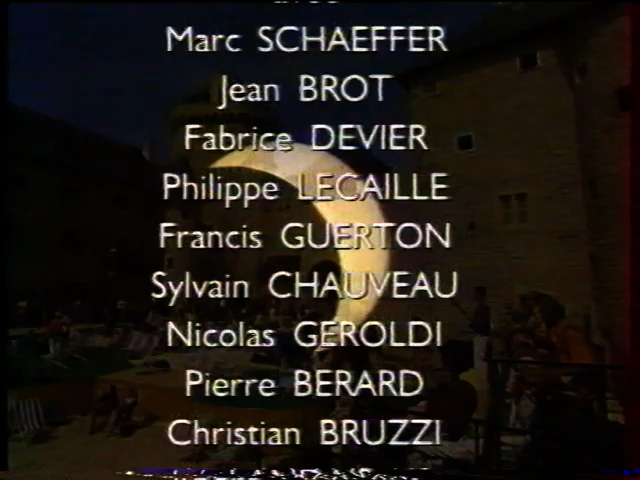 Marc SCHAEFFER
Jean BROT
Fabrice DEVIER
Philippe LECAILLE
Francis GUERTON
Sylvain CHAUVEAU
Nicolas GEROLDI
Pierre BERARD
Christian BRUZZI